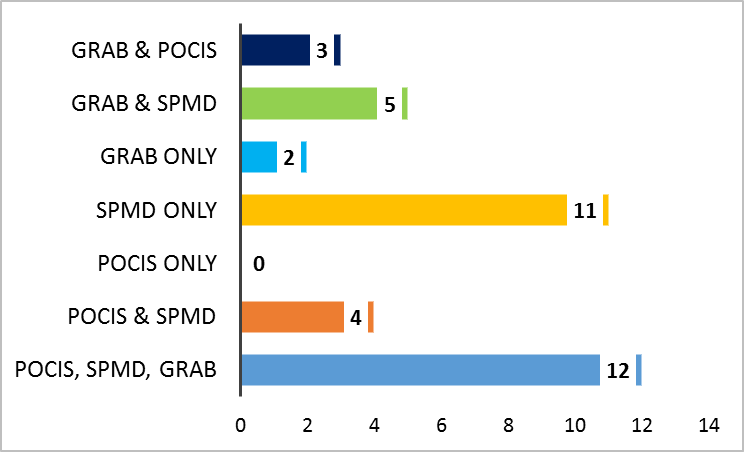 GRAB & POCIS 3
GRAB & SPMD 5
GRAB ONLY 2
SPMD ONLY 11
POCIS ONLY 0
POCIS & SPMD 4
POCIS, SPMD, GRAB 12
0 2 4 6 8 10 12 14